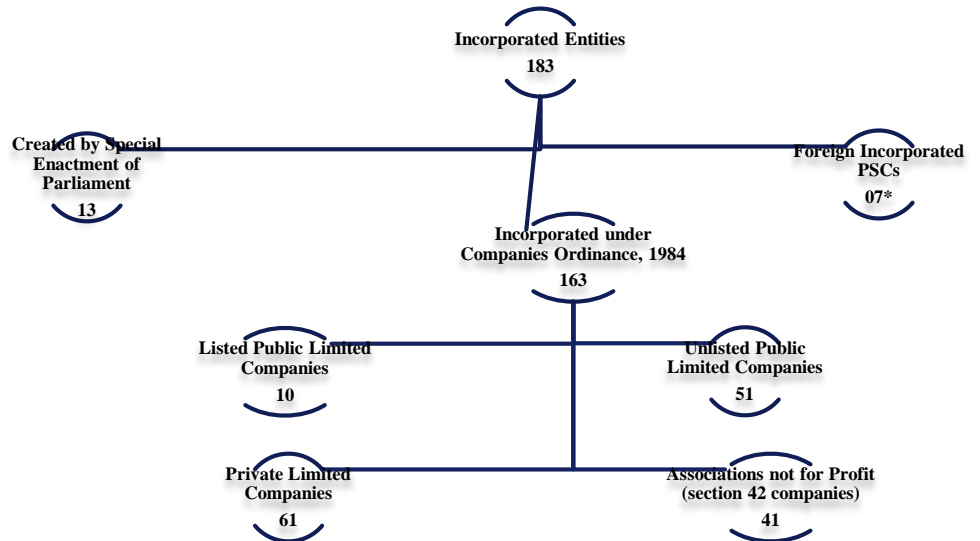 Incorporated Entities
183
Created by Special
Enactment of
Parliament
13
Foreign Incorporated
PSCs
07*
Incorporated under
Companies Ordinance, 1984
163
Listed Public Limited
Companies
10
Unlisted Public
Limited Companies
51
Private Limited
Companies
61
Associations not for Profit
(section 42 companies)
41